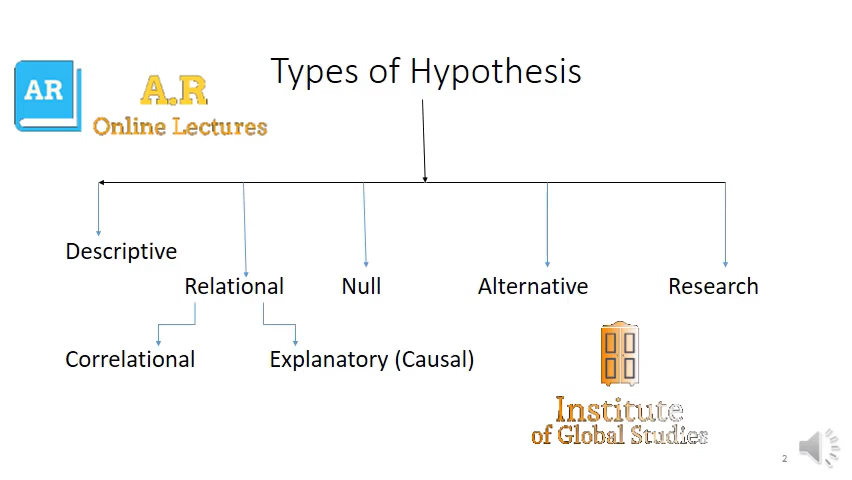 Types of Hypothesis
AR
A.R
Online Lectures
Descriptive
Relational
Null
Alternative
Research
Correlational
Explanatory (Causal)
Institute
of Global Studies
2